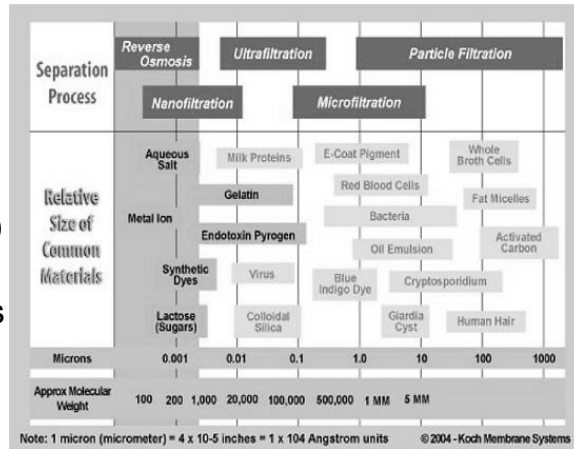 Reverse Osmosis
Ultrafiltration
Particle Filtration
Separation Process
Nanofiltration
Microfiltration
Aqueous Salt
Milk Proteins
E-Coat Pigment
Whole Broth Cells
Gelatin
Red Blood Cells
Fat Micelles
Relative Size of Common Materials
Metal Ion
Bacteria
Endotoxin Pyrogen
Oil Emulsion
Activated Carbon
Synthetic Dyes
Virus
Blue Indigo Dye
Cryptosporidium
Lactose (Sugars)
Colloidal Silica
Giardia Cyst
Human Hair
)
s
Microns 0.001 0.01 0.1 1.0 10 100 1000
Approx Molecular Weight 100 200 1,000 20,000 100,000 500,000 1 MM 5 MM
Note: 1 micron (micrometer) = 4 x 10-5 inches = 1 x 104 Angstrom units © 2004 - Koch Membrane Systems